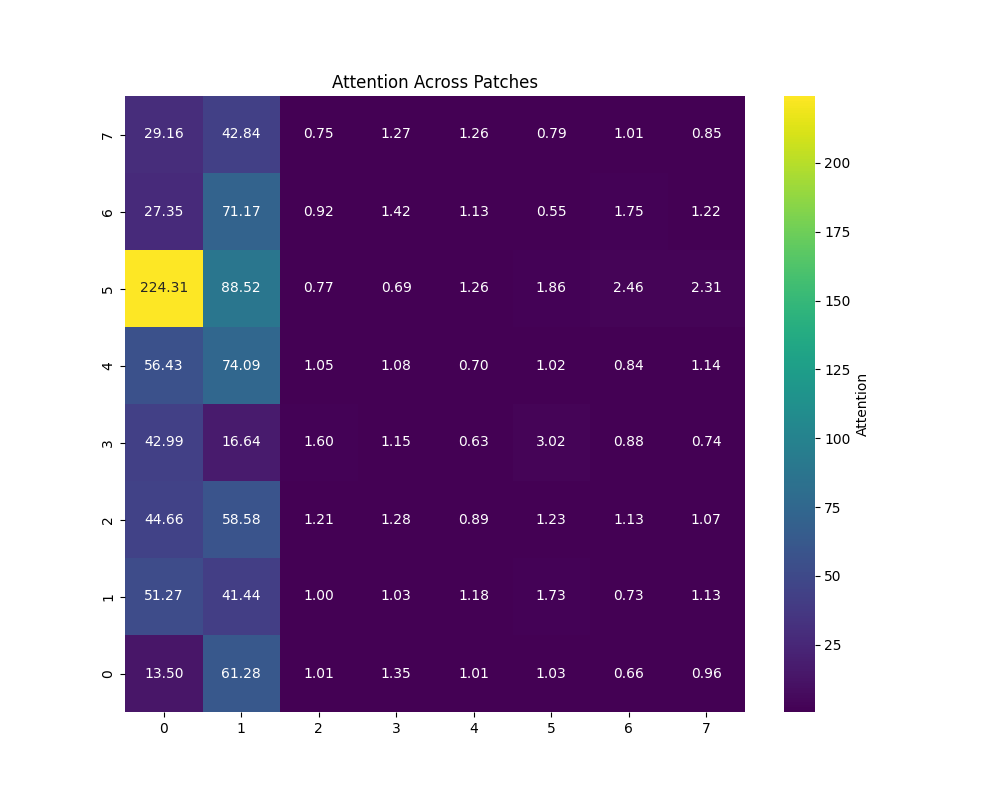 Attention Across Patches
7 29.16 42.84 0.75 1.27 1.26 0.79 1.01 0.85
6 27.35 71.17 0.92 1.42 1.13 0.55 1.75 1.22
5 224.31 88.52 0.77 0.69 1.26 1.86 2.46 2.31
4 56.43 74.09 1.05 1.08 0.70 1.02 0.84 1.14
3 42.99 16.64 1.60 1.15 0.63 3.02 0.88 0.74
2 44.66 58.58 1.21 1.28 0.89 1.23 1.13 1.07
1 51.27 41.44 1.00 1.03 1.18 1.73 0.73 1.13
0 13.50 61.28 1.01 1.35 1.01 1.03 0.66 0.96
0 1 2 3 4 5 6 7
200
175
150
125
100
75
50
25
Attention